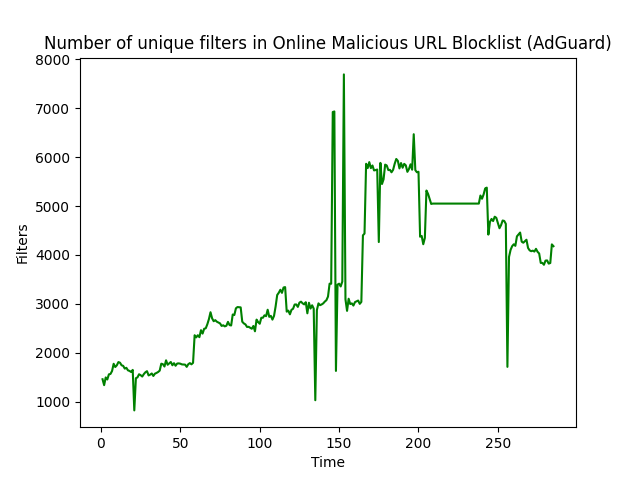 Number of unique filters in Online Malicious URL Blocklist (AdGuard)
8000
7000
6000
5000
4000
3000
2000
1000
Filters
0 50 100 150 200 250
Time